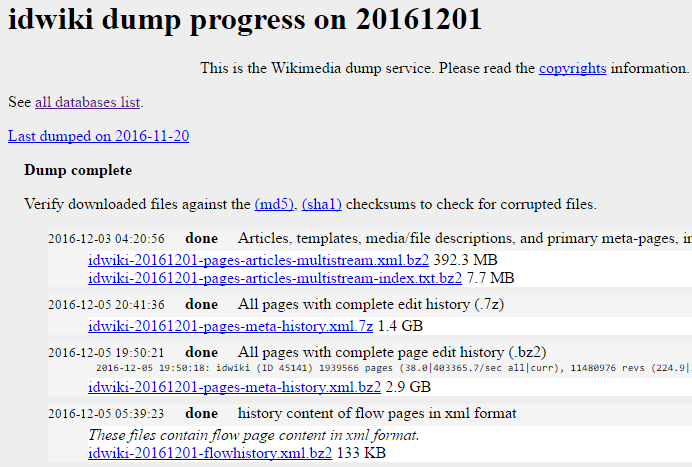 idwiki dump progress on 20161201
This is the Wikimedia dump service. Please read the copyrights information.
See all databases list.
Last dumped on 2016-11-20
Dump complete
Verify downloaded files against the (md5), (sha1) checksums to check for corrupted files.
2016-12-03 04:20:56 done Articles, templates, media/file descriptions, and primary meta-pages, in
idwiki-20161201-pages-articles-multistream.xml.bz2 392.3 MB
idwiki-20161201-pages-articles-multistream-index.txt.bz2 7.7 MB
2016-12-05 20:41:36 done All pages with complete edit history (.7z)
idwiki-20161201-pages-meta-history.xml.7z 1.4 GB
2016-12-05 19:50:21 done All pages with complete page edit history (.bz2)
2016-12-05 19:50:18: idwiki (ID 45141) 1939566 pages (38.0|403365.7/sec all|curr), 11480976 revs (224.9|
idwiki-20161201-pages-meta-history.xml.bz2 2.9 GB
2016-12-05 05:39:23 done history content of flow pages in xml format
These files contain flow page content in xml format.
idwiki-20161201-flowhistory.xml.bz2 133 KB